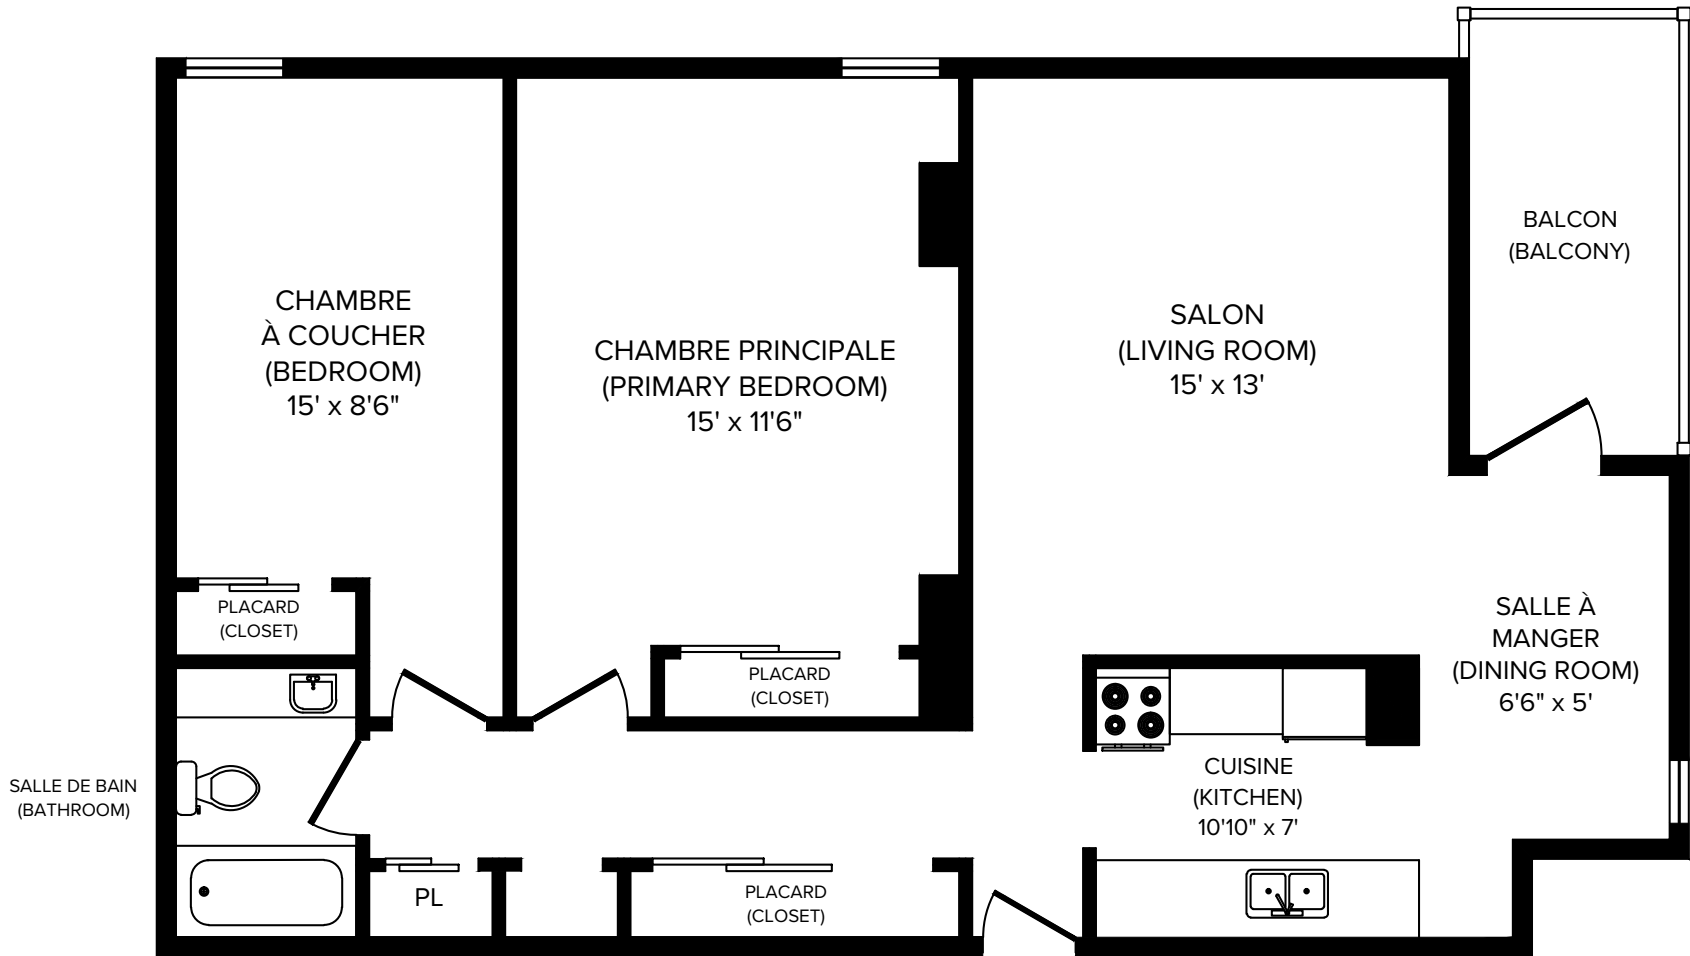 BALCON
(BALCONY)
CHAMBRE
À COUCHER
(BEDROOM)
15' x 8'6"
CHAMBRE PRINCIPALE
(PRIMARY BEDROOM)
15' x 11'6"
SALON
(LIVING ROOM)
15' x 13'
PLACARD
(CLOSET)
PLACARD
(CLOSET)
SALLE À
MANGER
(DINING ROOM)
6'6" x 5'
SALLE DE BAIN
(BATHROOM)
CUISINE
(KITCHEN)
10'10" x 7'
PL
PLACARD
(CLOSET)